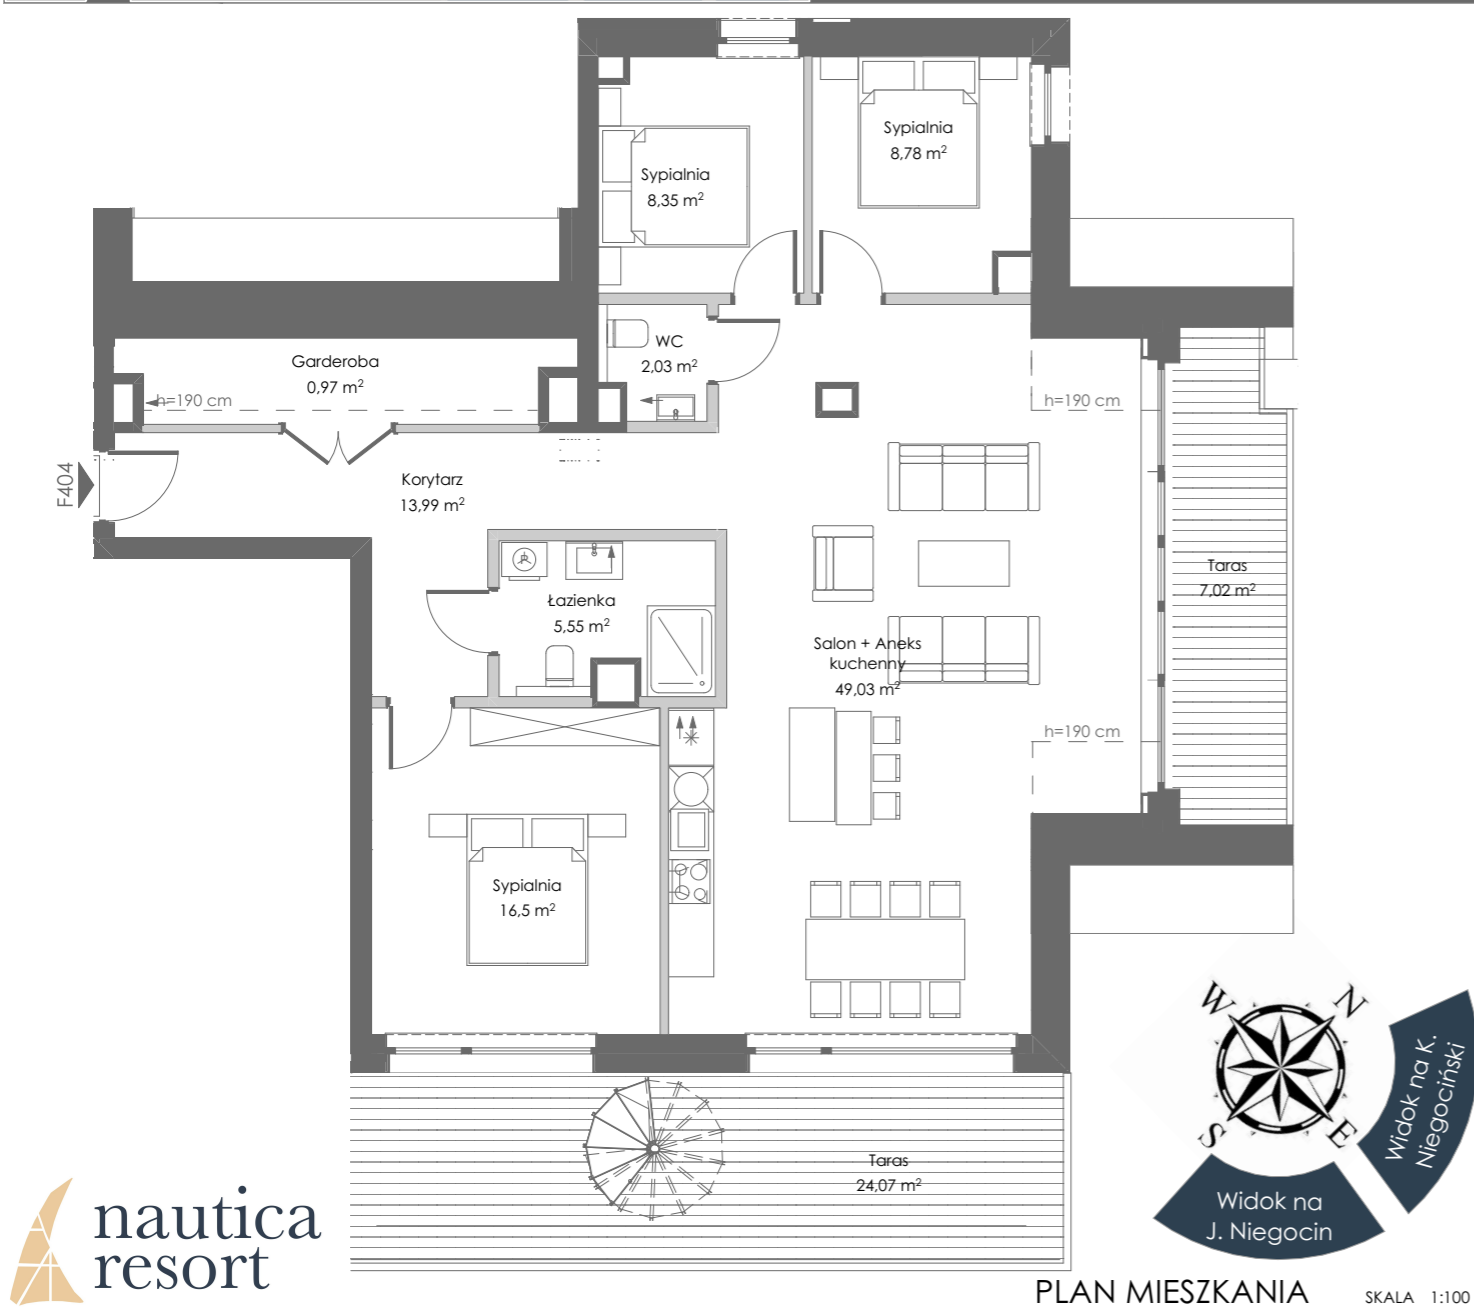 Sypialnia
8,78 m²
Sypialnia
8,35 m²
WC
2,03 m²
Garderoba
0,97 m²
h=190 cm
h=190 cm
F404
Korytarz
13,99 m²
Łazienka
5,55 m²
Taras
7,02 m²
Salon + Aneks
kuchenny
49,03 m²
h=190 cm
Sypialnia
16,5 m²
W
N
S
E
Widok na K.
Niegociński
Widok na
J. Niegocin
Taras
24,07 m²
nautica
resort
PLAN MIESZKANIA
SKALA 1:100